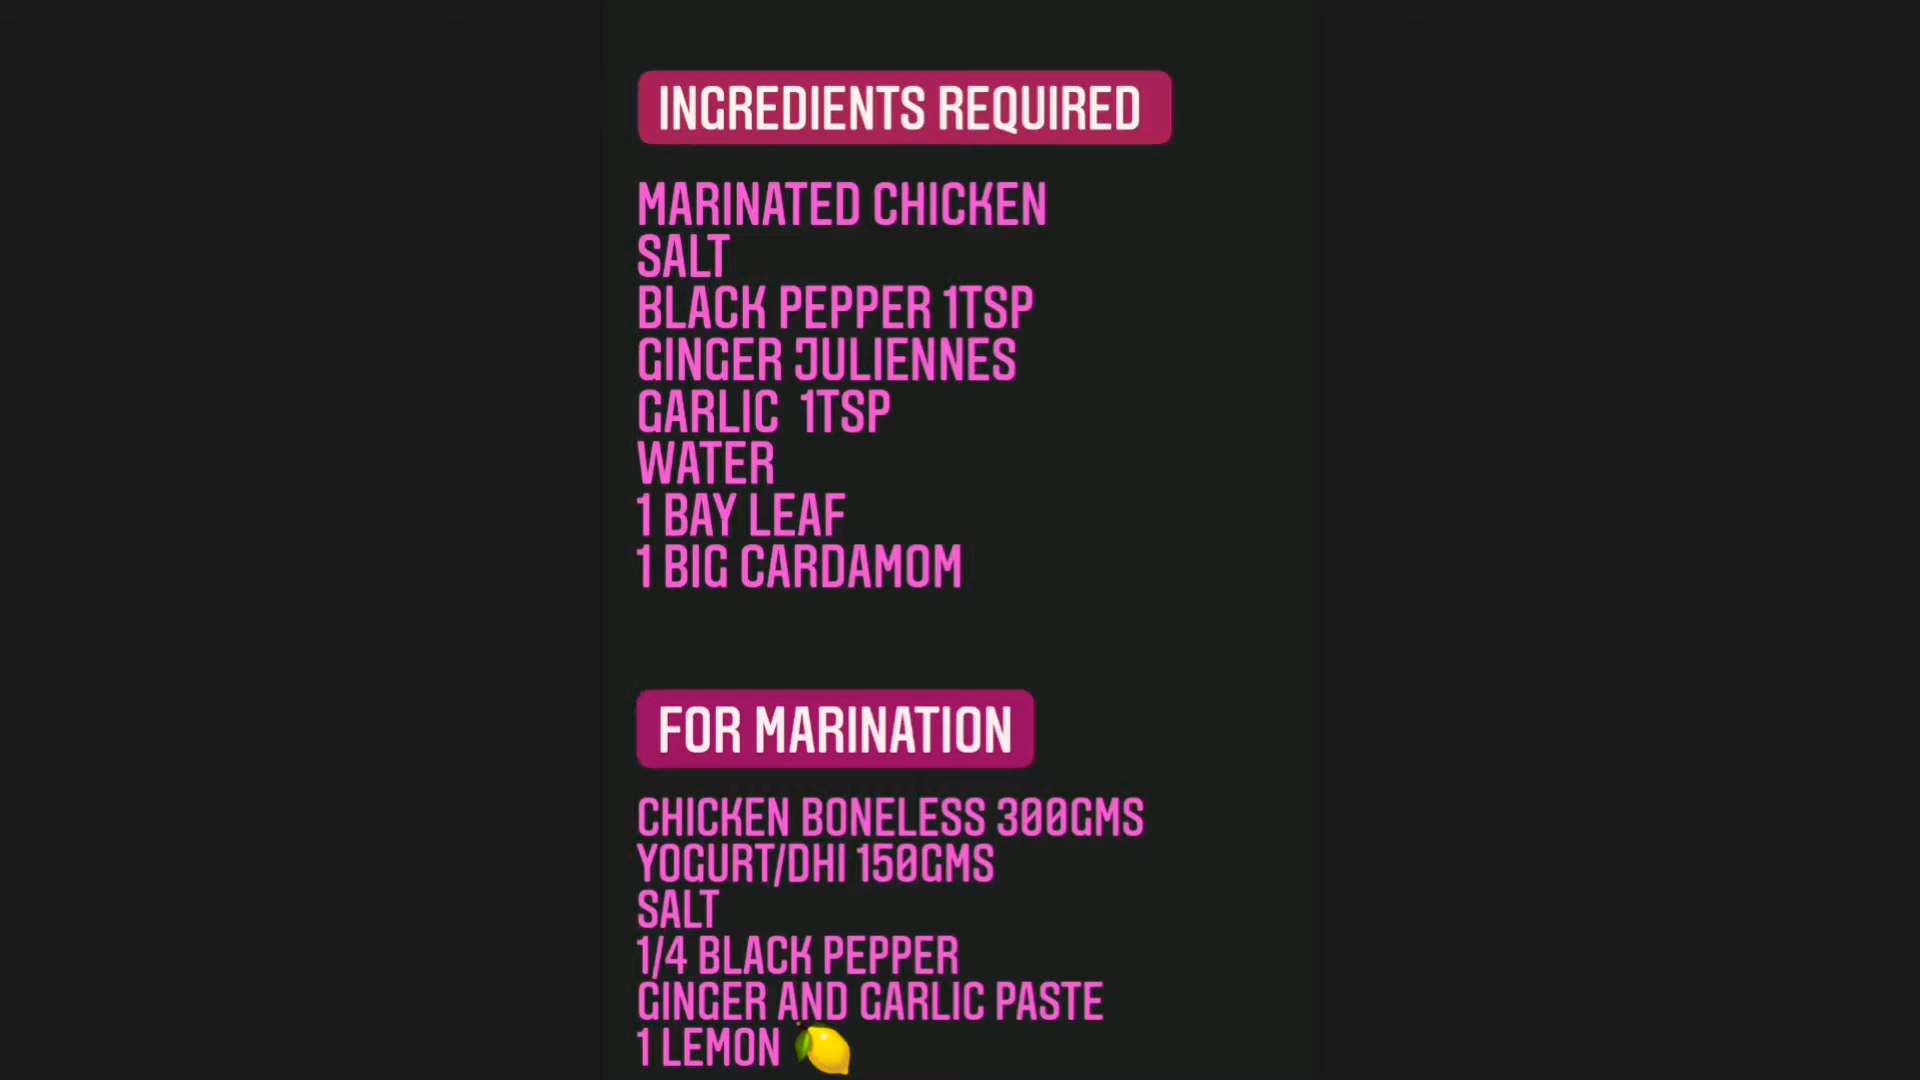 INGREDIENTS REQUIRED
MARINATED CHICKEN
SALT
BLACK PEPPER 1TSP
GINGER JULIENNES
GARLIC 1TSP
WATER
1 BAY LEAF
1 BIG CARDAMOM
FOR MARINATION
CHICKEN BONELESS 300GMS
YOGURT/DHI 150GMS
SALT
1/4 BLACK PEPPER
GINGER AND GARLIC PASTE
1 LEMON 🍋